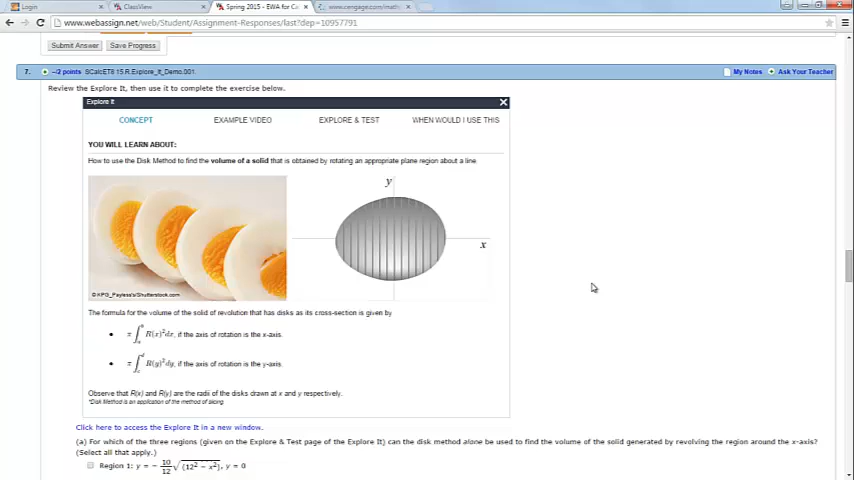 Login
ClassView
Spring 2015 - EWA for Ca
www.cengage.com/math
www.webassign.net/web/Student/Assignment-Responses/last?dep=10957791
Submit Answer Save Progress
7. --/2 points SCalcET8 15.R.Explore_It_Demo.001. My Notes Ask Your Teacher
Review the Explore It, then use it to complete the exercise below.
Explore It
CONCEPT EXAMPLE VIDEO EXPLORE & TEST WHEN WOULD I USE THIS
YOU WILL LEARN ABOUT:
How to use the Disk Method to find the volume of a solid that is obtained by rotating an appropriate plane region about a line.
y
x
The formula for the volume of the solid of revolution that has disks as its cross-section is given by
• π∫ₐᵇ R(x)²dx, if the axis of rotation is the x-axis.
• π∫ᵈc R(y)²dy, if the axis of rotation is the y-axis.
Observe that R(x) and R(y) are the radii of the disks drawn at x and y respectively.
*Disk Method is an application of the method of slicing.
Click here to access the Explore It in a new window.
(a) For which of the three regions (given on the Explore & Test page of the Explore It) can the disk method alone be used to find the volume of the solid generated by revolving the region around the x-axis?
(Select all that apply.)
Region 1: y = − 10/12 √(12² − x²), y = 0